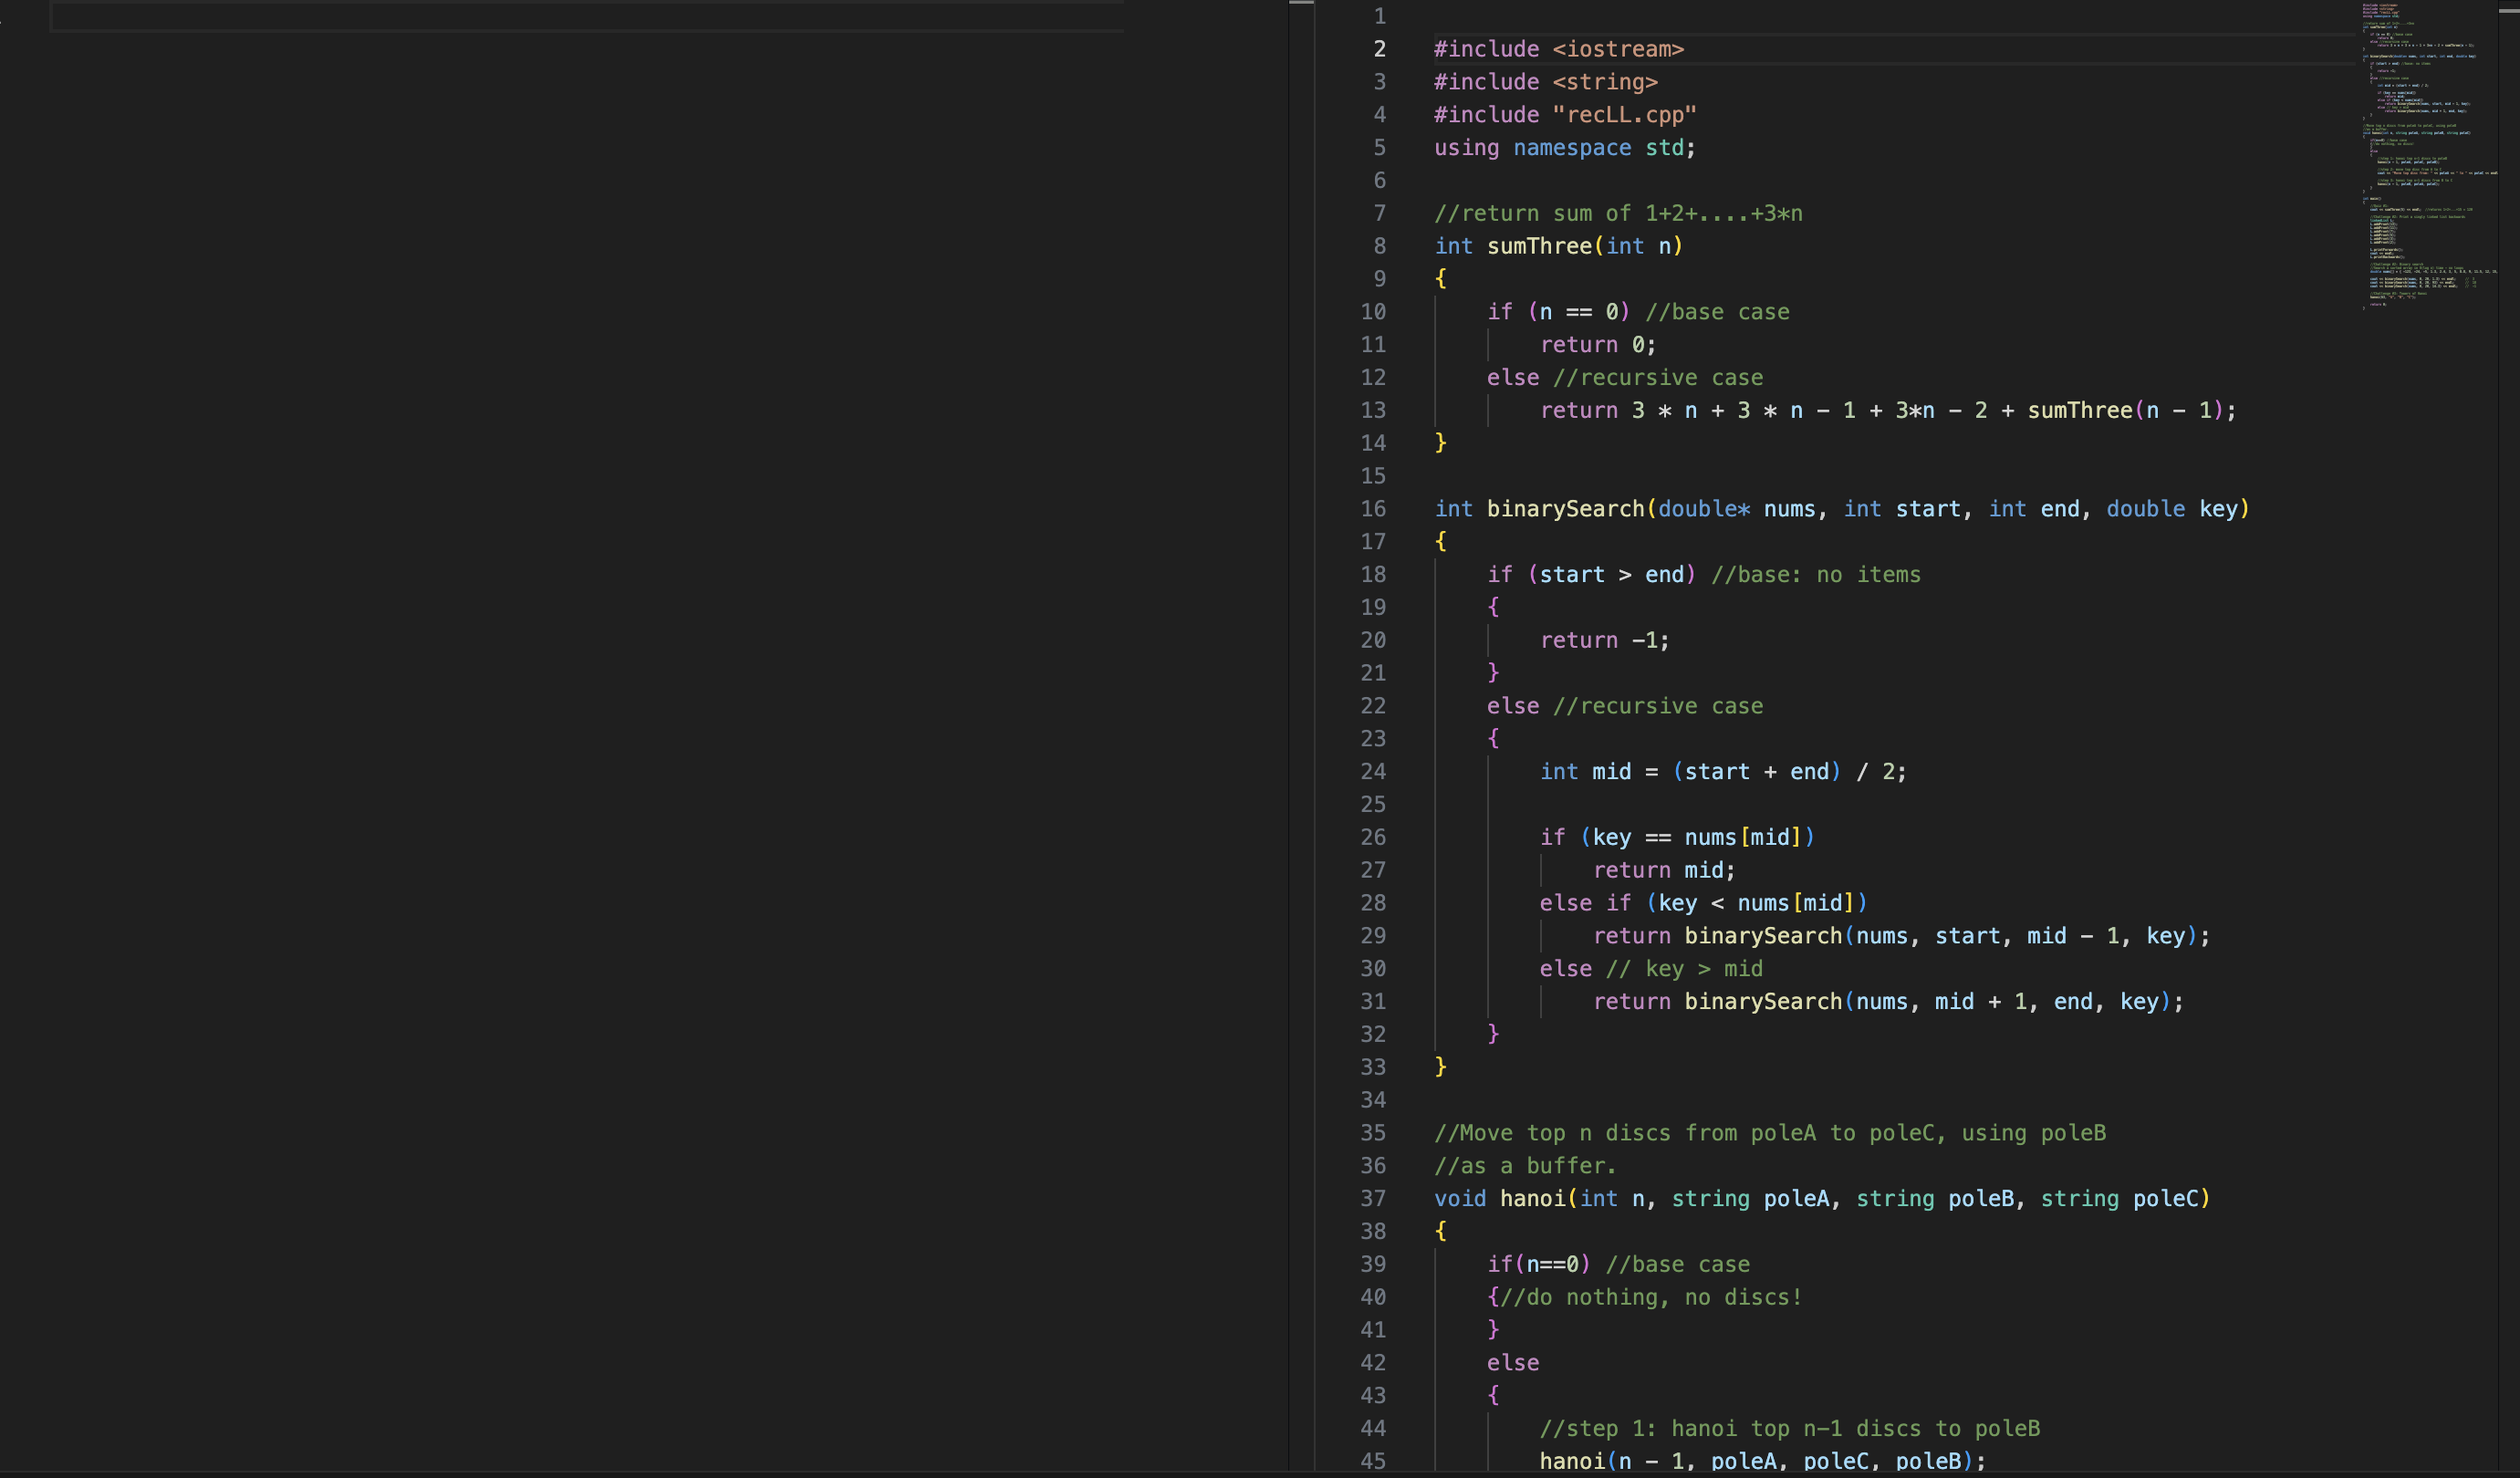 1
2 #include <iostream>
3 #include <string>
4 #include "recLL.cpp"
5 using namespace std;
6
7 //return sum of 1+2+....+3*n
8 int sumThree(int n)
9 {
10 if (n == 0) //base case
11 return 0;
12 else //recursive case
13 return 3 * n + 3 * n - 1 + 3*n - 2 + sumThree(n - 1);
14 }
15
16 int binarySearch(double* nums, int start, int end, double key)
17 {
18 if (start > end) //base: no items
19 {
20 return -1;
21 }
22 else //recursive case
23 {
24 int mid = (start + end) / 2;
25
26 if (key == nums[mid])
27 return mid;
28 else if (key < nums[mid])
29 return binarySearch(nums, start, mid - 1, key);
30 else // key > mid
31 return binarySearch(nums, mid + 1, end, key);
32 }
33 }
34
35 //Move top n discs from poleA to poleC, using poleB
36 //as a buffer.
37 void hanoi(int n, string poleA, string poleB, string poleC)
38 {
39 if(n==0) //base case
40 {//do nothing, no discs!
41 }
42 else
43 {
44 //step 1: hanoi top n-1 discs to poleB
45 hanoi(n - 1, poleA, poleC, poleB);